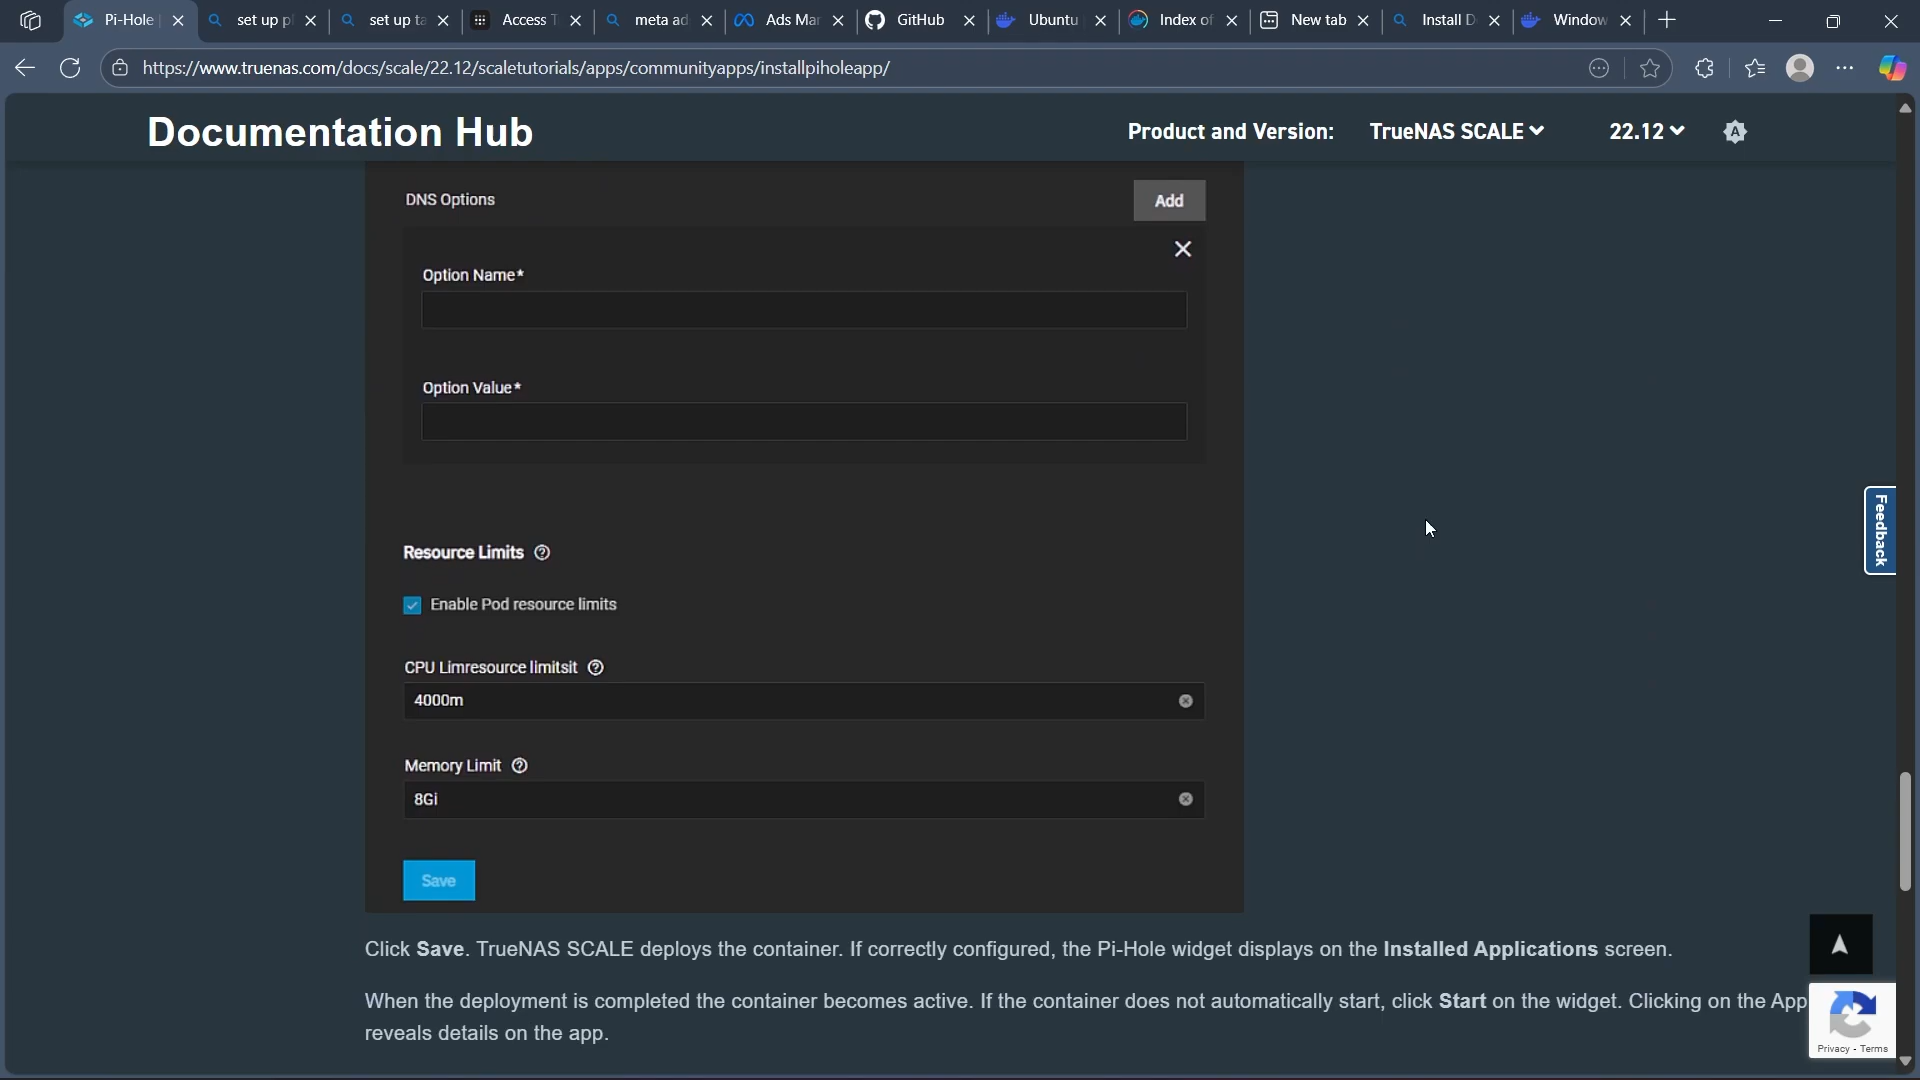 Pi-Hole
set up pi
set up ta
Access T
meta ad
Ads Mar
GitHub
Ubuntu
Index of
New tab
Install D
Window
https://www.truenas.com/docs/scale/22.12/scaletutorials/apps/communityapps/installpiholeapp/
Documentation Hub
Product and Version:
TrueNAS SCALE
22.12
A
DNS Options
Add
Option Name*
Option Value*
Resource Limits
Enable Pod resource limits
CPU Limresource limitsit
4000m
Memory Limit
8Gi
Save
Feedback
Click Save. TrueNAS SCALE deploys the container. If correctly configured, the Pi-Hole widget displays on the Installed Applications screen.
When the deployment is completed the container becomes active. If the container does not automatically start, click Start on the widget. Clicking on the App
reveals details on the app.
Privacy - Terms